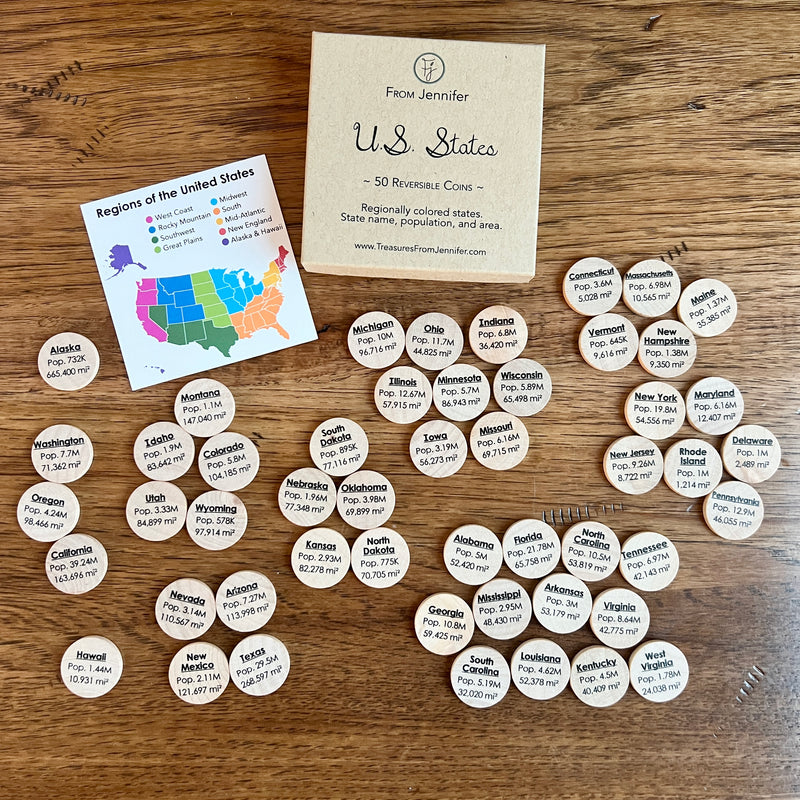 FJ
FROM JENNIFER
U.S. States
~ 50 REVERSIBLE COINS ~
Regionally colored states.
State name, population, and area.
www.TreasuresFromJennifer.com
Regions of the United States
West Coast
Rocky Mountain
Southwest
Great Plains
Midwest
South
Mid-Atlantic
New England
Alaska & Hawaii
Alaska
Pop. 732K
665,400 mi²
Washington
Pop. 7.7M
71,362 mi²
Oregon
Pop. 4.24M
98,466 mi²
California
Pop. 39.24M
163,696 mi²
Hawaii
Pop. 1.44M
10,931 mi²
Montana
Pop. 1.1M
147,040 mi²
Idaho
Pop. 1.9M
83,642 mi²
Colorado
Pop. 5.8M
104,185 mi²
Utah
Pop. 3.33M
84,899 mi²
Wyoming
Pop. 578K
97,914 mi²
Nevada
Pop. 3.14M
110,567 mi²
Arizona
Pop. 7.27M
113,998 mi²
New
Mexico
Pop. 2.11M
121,697 mi²
Texas
Pop. 29.5M
268,597 mi²
South
Dakota
Pop. 895K
77,116 mi²
Nebraska
Pop. 1.96M
77,348 mi²
Oklahoma
Pop. 3.98M
69,899 mi²
Kansas
Pop. 2.93M
82,278 mi²
North
Dakota
Pop. 775K
70,705 mi²
Michigan
Pop. 10M
96,716 mi²
Ohio
Pop. 11.7M
44,825 mi²
Indiana
Pop. 6.8M
36,420 mi²
Illinois
Pop. 12.67M
57,915 mi²
Minnesota
Pop. 5.7M
86,943 mi²
Wisconsin
Pop. 5.89M
65,498 mi²
Iowa
Pop. 3.19M
56,273 mi²
Missouri
Pop. 6.16M
69,715 mi²
Connecticut
Pop. 3.6M
5,028 mi²
Massachusetts
Pop. 6.98M
10,565 mi²
Maine
Pop. 1.37M
35,385 mi²
Vermont
Pop. 645K
9,616 mi²
New
Hampshire
Pop. 1.38M
9,350 mi²
New York
Pop. 19.8M
54,556 mi²
Maryland
Pop. 6.16M
12,407 mi²
New Jersey
Pop. 9.26M
8,722 mi²
Rhode
Island
Pop. 1M
1,214 mi²
Delaware
Pop. 1M
2,489 mi²
Pennsylvania
Pop. 12.9M
46,055 mi²
Alabama
Pop. 5M
52,420 mi²
Florida
Pop. 21.78M
65,758 mi²
North
Carolina
Pop. 10.5M
53,819 mi²
Tennessee
Pop. 6.97M
42,143 mi²
Georgia
Pop. 10.8M
59,425 mi²
Mississippi
Pop. 2.95M
48,430 mi²
Arkansas
Pop. 3M
53,179 mi²
Virginia
Pop. 8.64M
42,775 mi²
South
Carolina
Pop. 5.19M
32,020 mi²
Louisiana
Pop. 4.62M
52,378 mi²
Kentucky
Pop. 4.5M
40,409 mi²
West
Virginia
Pop. 1.78M
24,038 mi²